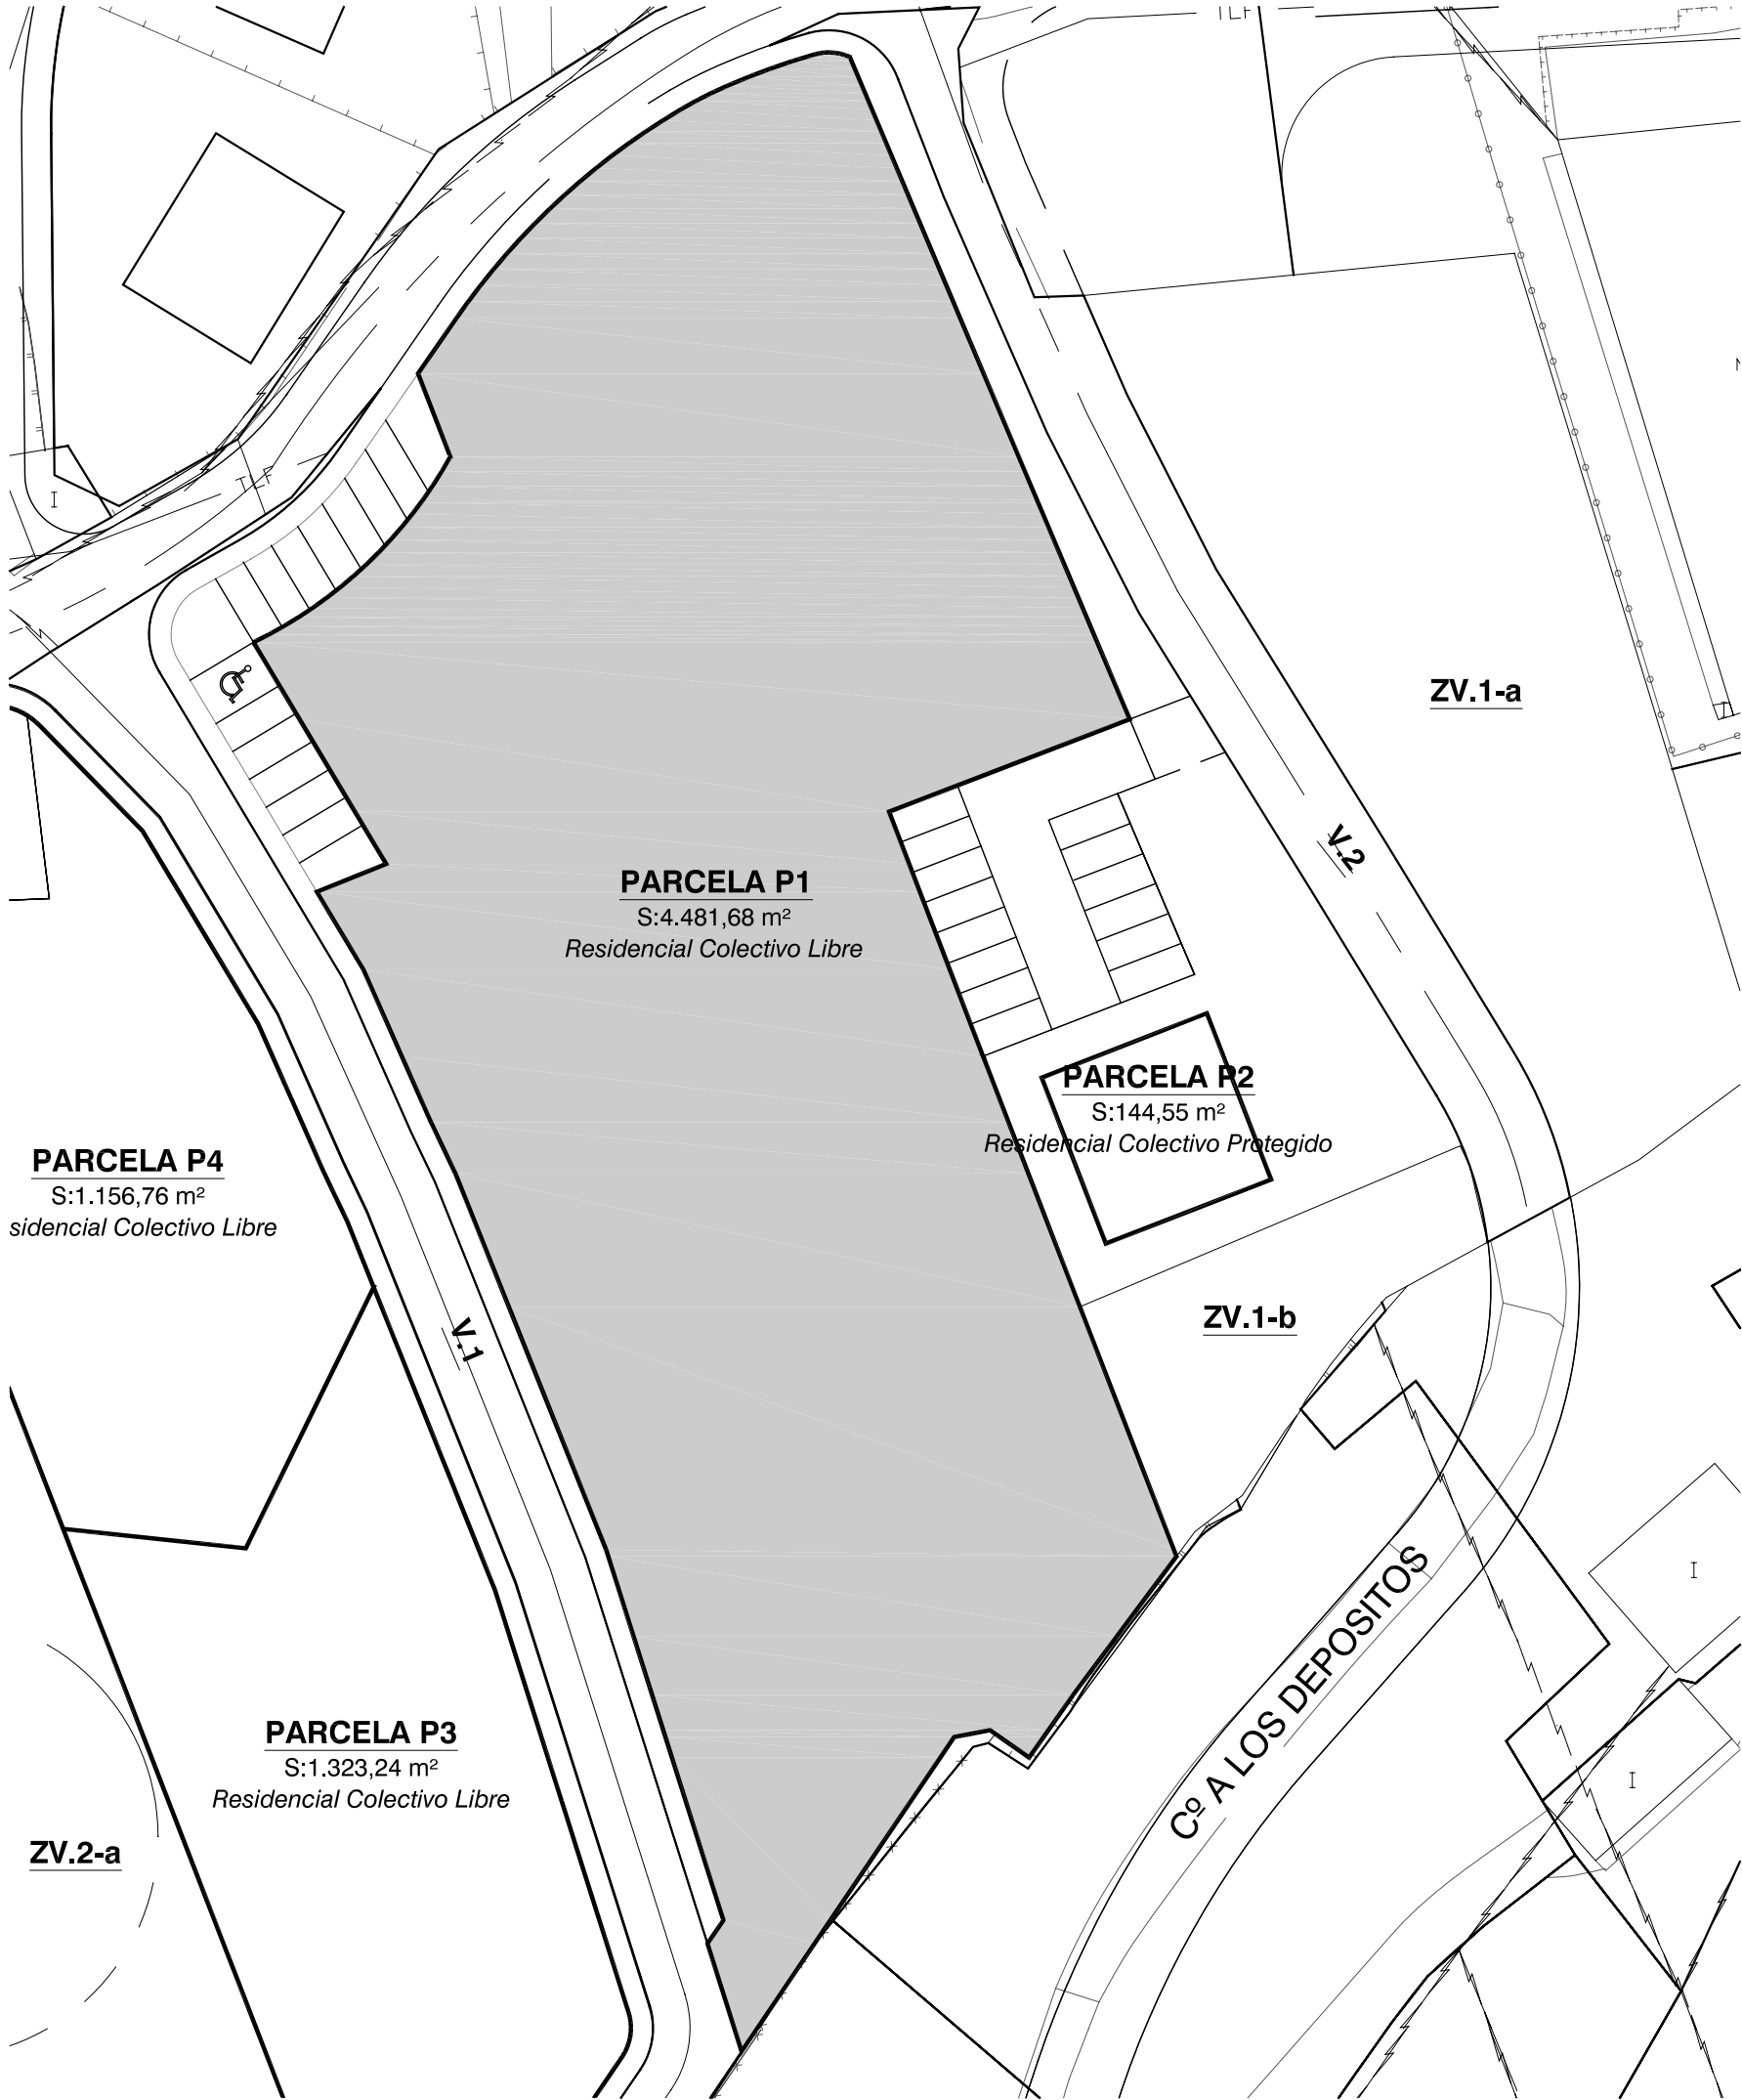 TLF
TLF
I
ZV.1-a
I
V.2
PARCELA P1
S:4.481,68 m²
Residencial Colectivo Libre
PARCELA P2
S:144,55 m²
Residencial Colectivo Protegido
PARCELA P4
S:1.156,76 m²
sidencial Colectivo Libre
ZV.1-b
V.1
I
Cº A LOS DEPOSITOS
PARCELA P3
S:1.323,24 m²
Residencial Colectivo Libre
I
ZV.2-a